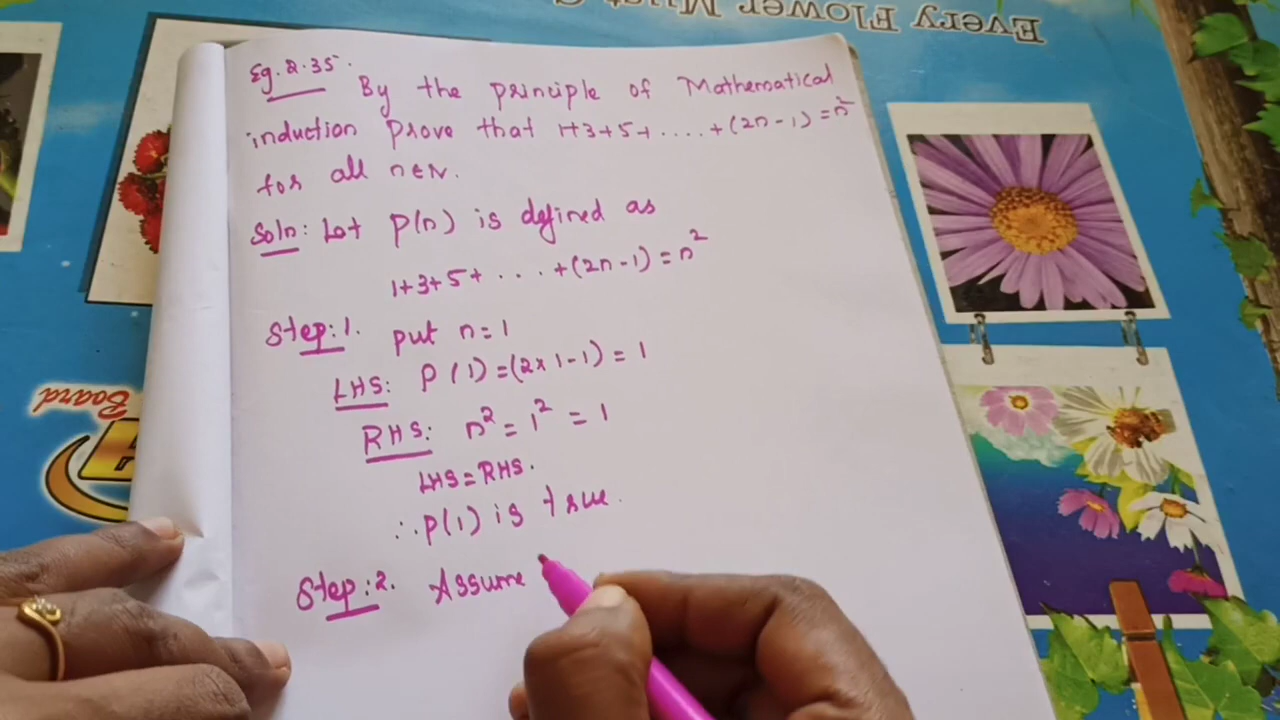 Every Flower Must G
Eg. 2.35.
By the principle of Mathematical
induction prove that 1+3+5+....+(2n-1)=n²
for all n∈N.
Soln: Let P(n) is defined as
1+3+5+...+(2n-1)=n²
Step:1. put n=1
LHS: P(1)=(2×1-1)=1
RHS: n²=1²=1
LHS=RHS.
∴P(1) is true.
Step:2. Assume
Board